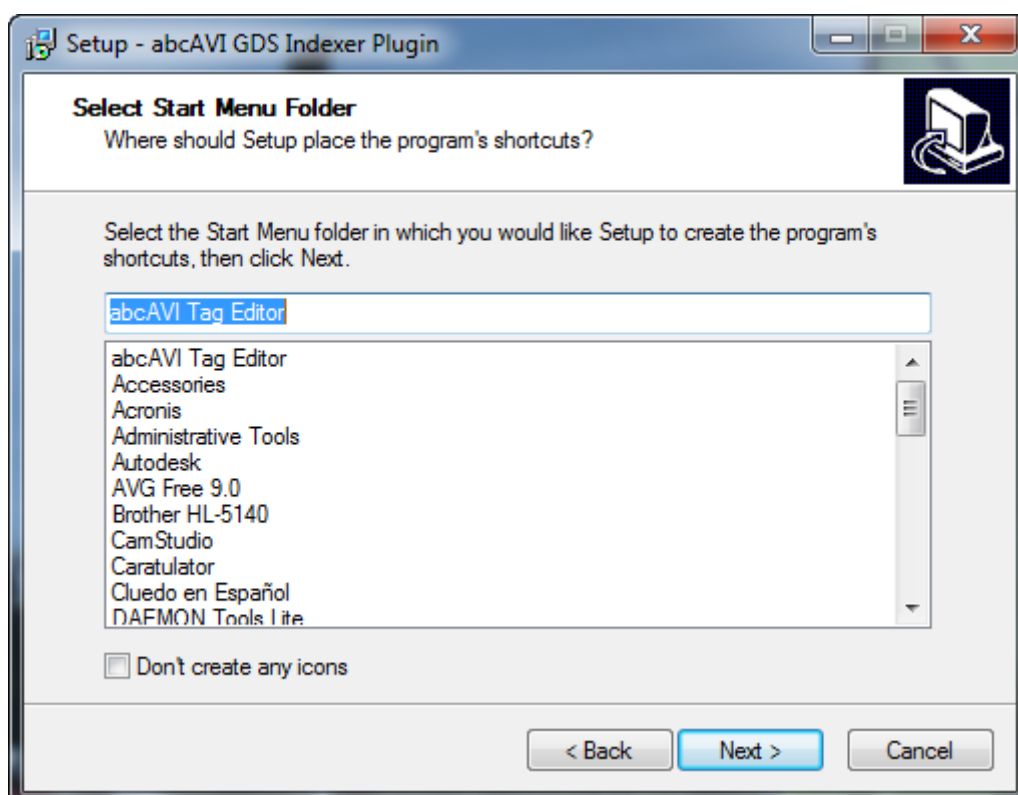 Setup - abcAVI GDS Indexer Plugin
Select Start Menu Folder
Where should Setup place the program's shortcuts?
Select the Start Menu folder in which you would like Setup to create the program's
shortcuts, then click Next.
abcAVI Tag Editor
abcAVI Tag Editor
Accessories
Acronis
Administrative Tools
Autodesk
AVG Free 9.0
Brother HL-5140
CamStudio
Caratulator
Cluedo en Español
DAEMON Tools Lite
Don't create any icons
< Back
Next >
Cancel